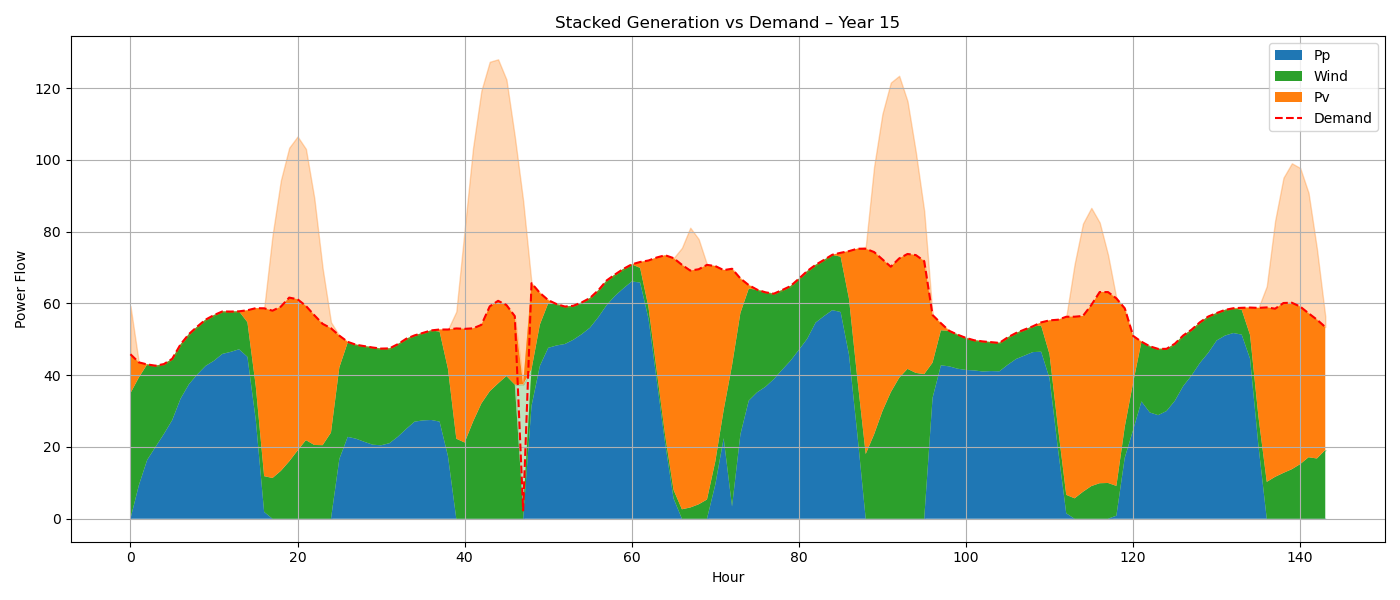 Stacked Generation vs Demand – Year 15
Pp
Wind
Pv
Demand
Power Flow
120
100
80
60
40
20
0
0 20 40 60 80 100 120 140
Hour